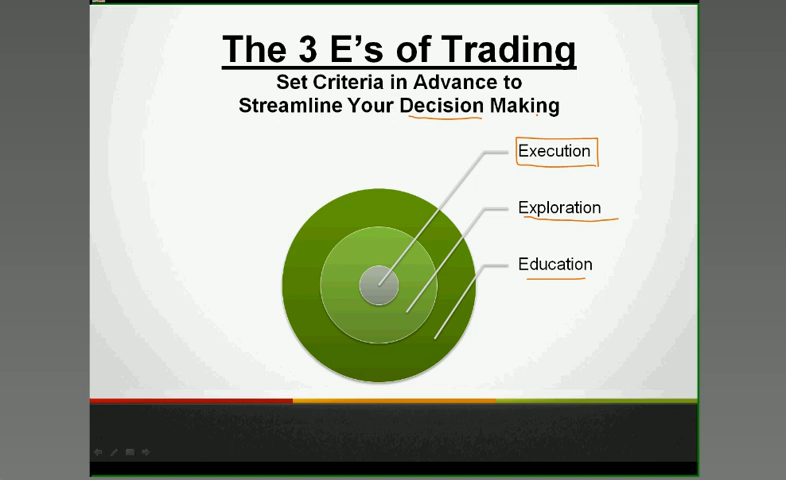 The 3 E’s of Trading
Set Criteria in Advance to
Streamline Your Decision Making
Execution
Exploration
Education